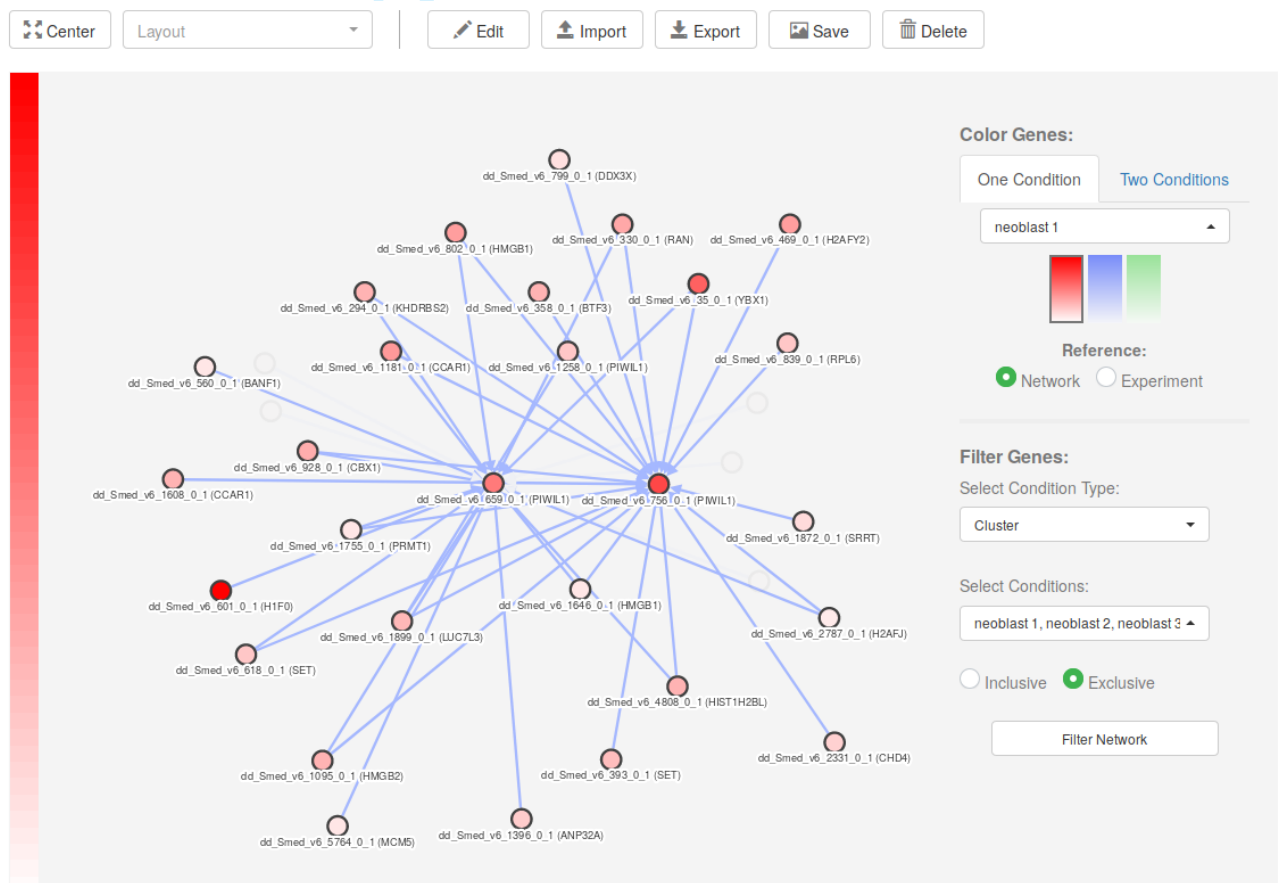 Center
Layout
Edit
Import
Export
Save
Delete
Color Genes:
One Condition
Two Conditions
neoblast 1
Reference:
Network
Experiment
Filter Genes:
Select Condition Type:
Cluster
Select Conditions:
neoblast 1, neoblast 2, neoblast 3
Inclusive
Exclusive
Filter Network
dd_Smed_v6_799_0_1 (DDX3X)
dd_Smed_v6_802_0_1 (HMGB1)
dd_Smed_v6_330_0_1 (RAN)
dd_Smed_v6_469_0_1 (H2AFY2)
dd_Smed_v6_294_0_1 (KHDRBS2)
dd_Smed_v6_358_0_1 (BTF3)
dd_Smed_v6_35_0_1 (YBX1)
dd_Smed_v6_1181_0_1 (CCAR1)
dd_Smed_v6_1258_0_1 (PIWIL1)
dd_Smed_v6_839_0_1 (RPL6)
dd_Smed_v6_560_0_1 (BANF1)
dd_Smed_v6_928_0_1 (CBX1)
dd_Smed_v6_1608_0_1 (CCAR1)
dd_Smed_v6_659_0_1 (PIWIL1)
dd_Smed_v6_756_0_1 (PIWIL1)
dd_Smed_v6_1755_0_1 (PRMT1)
dd_Smed_v6_1872_0_1 (SRRT)
dd_Smed_v6_601_0_1 (H1F0)
dd_Smed_v6_1646_0_1 (HMGB1)
dd_Smed_v6_1899_0_1 (LUC7L3)
dd_Smed_v6_2787_0_1 (H2AFJ)
dd_Smed_v6_618_0_1 (SET)
dd_Smed_v6_4808_0_1 (HIST1H2BL)
dd_Smed_v6_2331_0_1 (CHD4)
dd_Smed_v6_1095_0_1 (HMGB2)
dd_Smed_v6_393_0_1 (SET)
dd_Smed_v6_1396_0_1 (ANP32A)
dd_Smed_v6_5764_0_1 (MCM5)